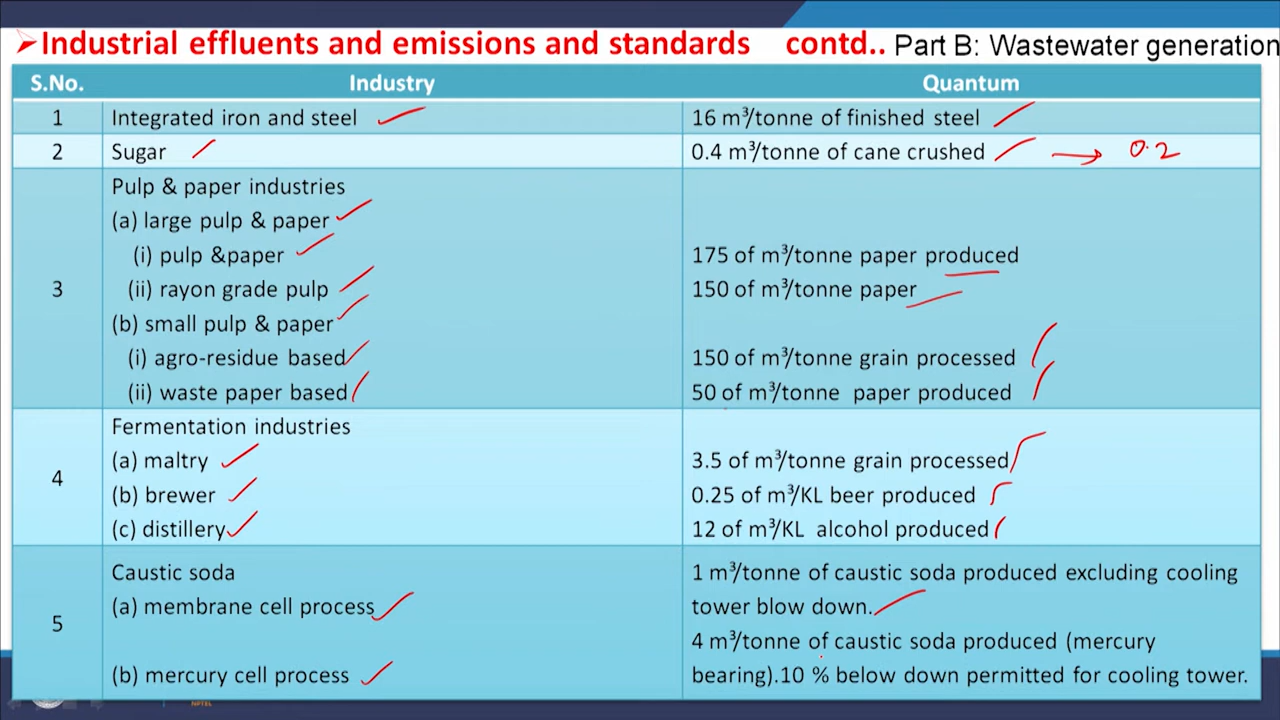 Industrial effluents and emissions and standards contd.. Part B: Wastewater generation
S.No. Industry Quantum
1 Integrated iron and steel 16 m³/tonne of finished steel
2 Sugar 0.4 m³/tonne of cane crushed → 0.2
Pulp & paper industries
(a) large pulp & paper
(i) pulp &paper 175 of m³/tonne paper produced
3 (ii) rayon grade pulp 150 of m³/tonne paper
(b) small pulp & paper
(i) agro-residue based 150 of m³/tonne grain processed
(ii) waste paper based 50 of m³/tonne paper produced
Fermentation industries
(a) maltry 3.5 of m³/tonne grain processed
4 (b) brewer 0.25 of m³/KL beer produced
(c) distillery 12 of m³/KL alcohol produced
Caustic soda 1 m³/tonne of caustic soda produced excluding cooling
(a) membrane cell process tower blow down.
5 4 m³/tonne of caustic soda produced (mercury
(b) mercury cell process bearing).10 % below down permitted for cooling tower.
NPTEL